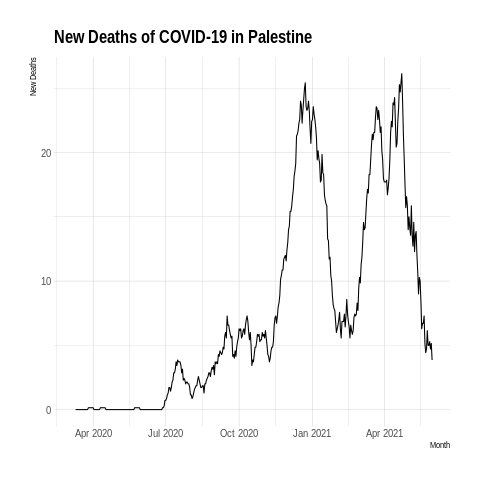 New Deaths of COVID-19 in Palestine
New Deaths
20
10
0
Apr 2020 Jul 2020 Oct 2020 Jan 2021 Apr 2021
Month